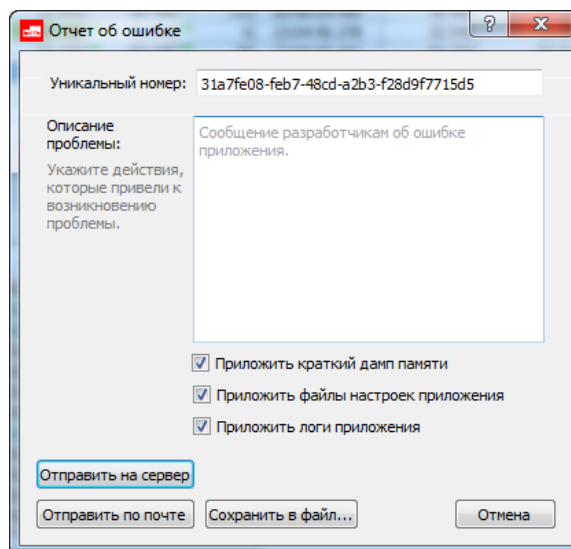 Отчет об ошибке
Уникальный номер: 31a7fe08-feb7-48cd-a2b3-f28d9f7715d5
Описание
проблемы:
Сообщение разработчикам об ошибке
приложения.
Укажите действия,
которые привели к
возникновению
проблемы.
Приложить краткий дамп памяти
Приложить файлы настроек приложения
Приложить логи приложения
Отправить на сервер
Отправить по почте Сохранить в файл... Отмена